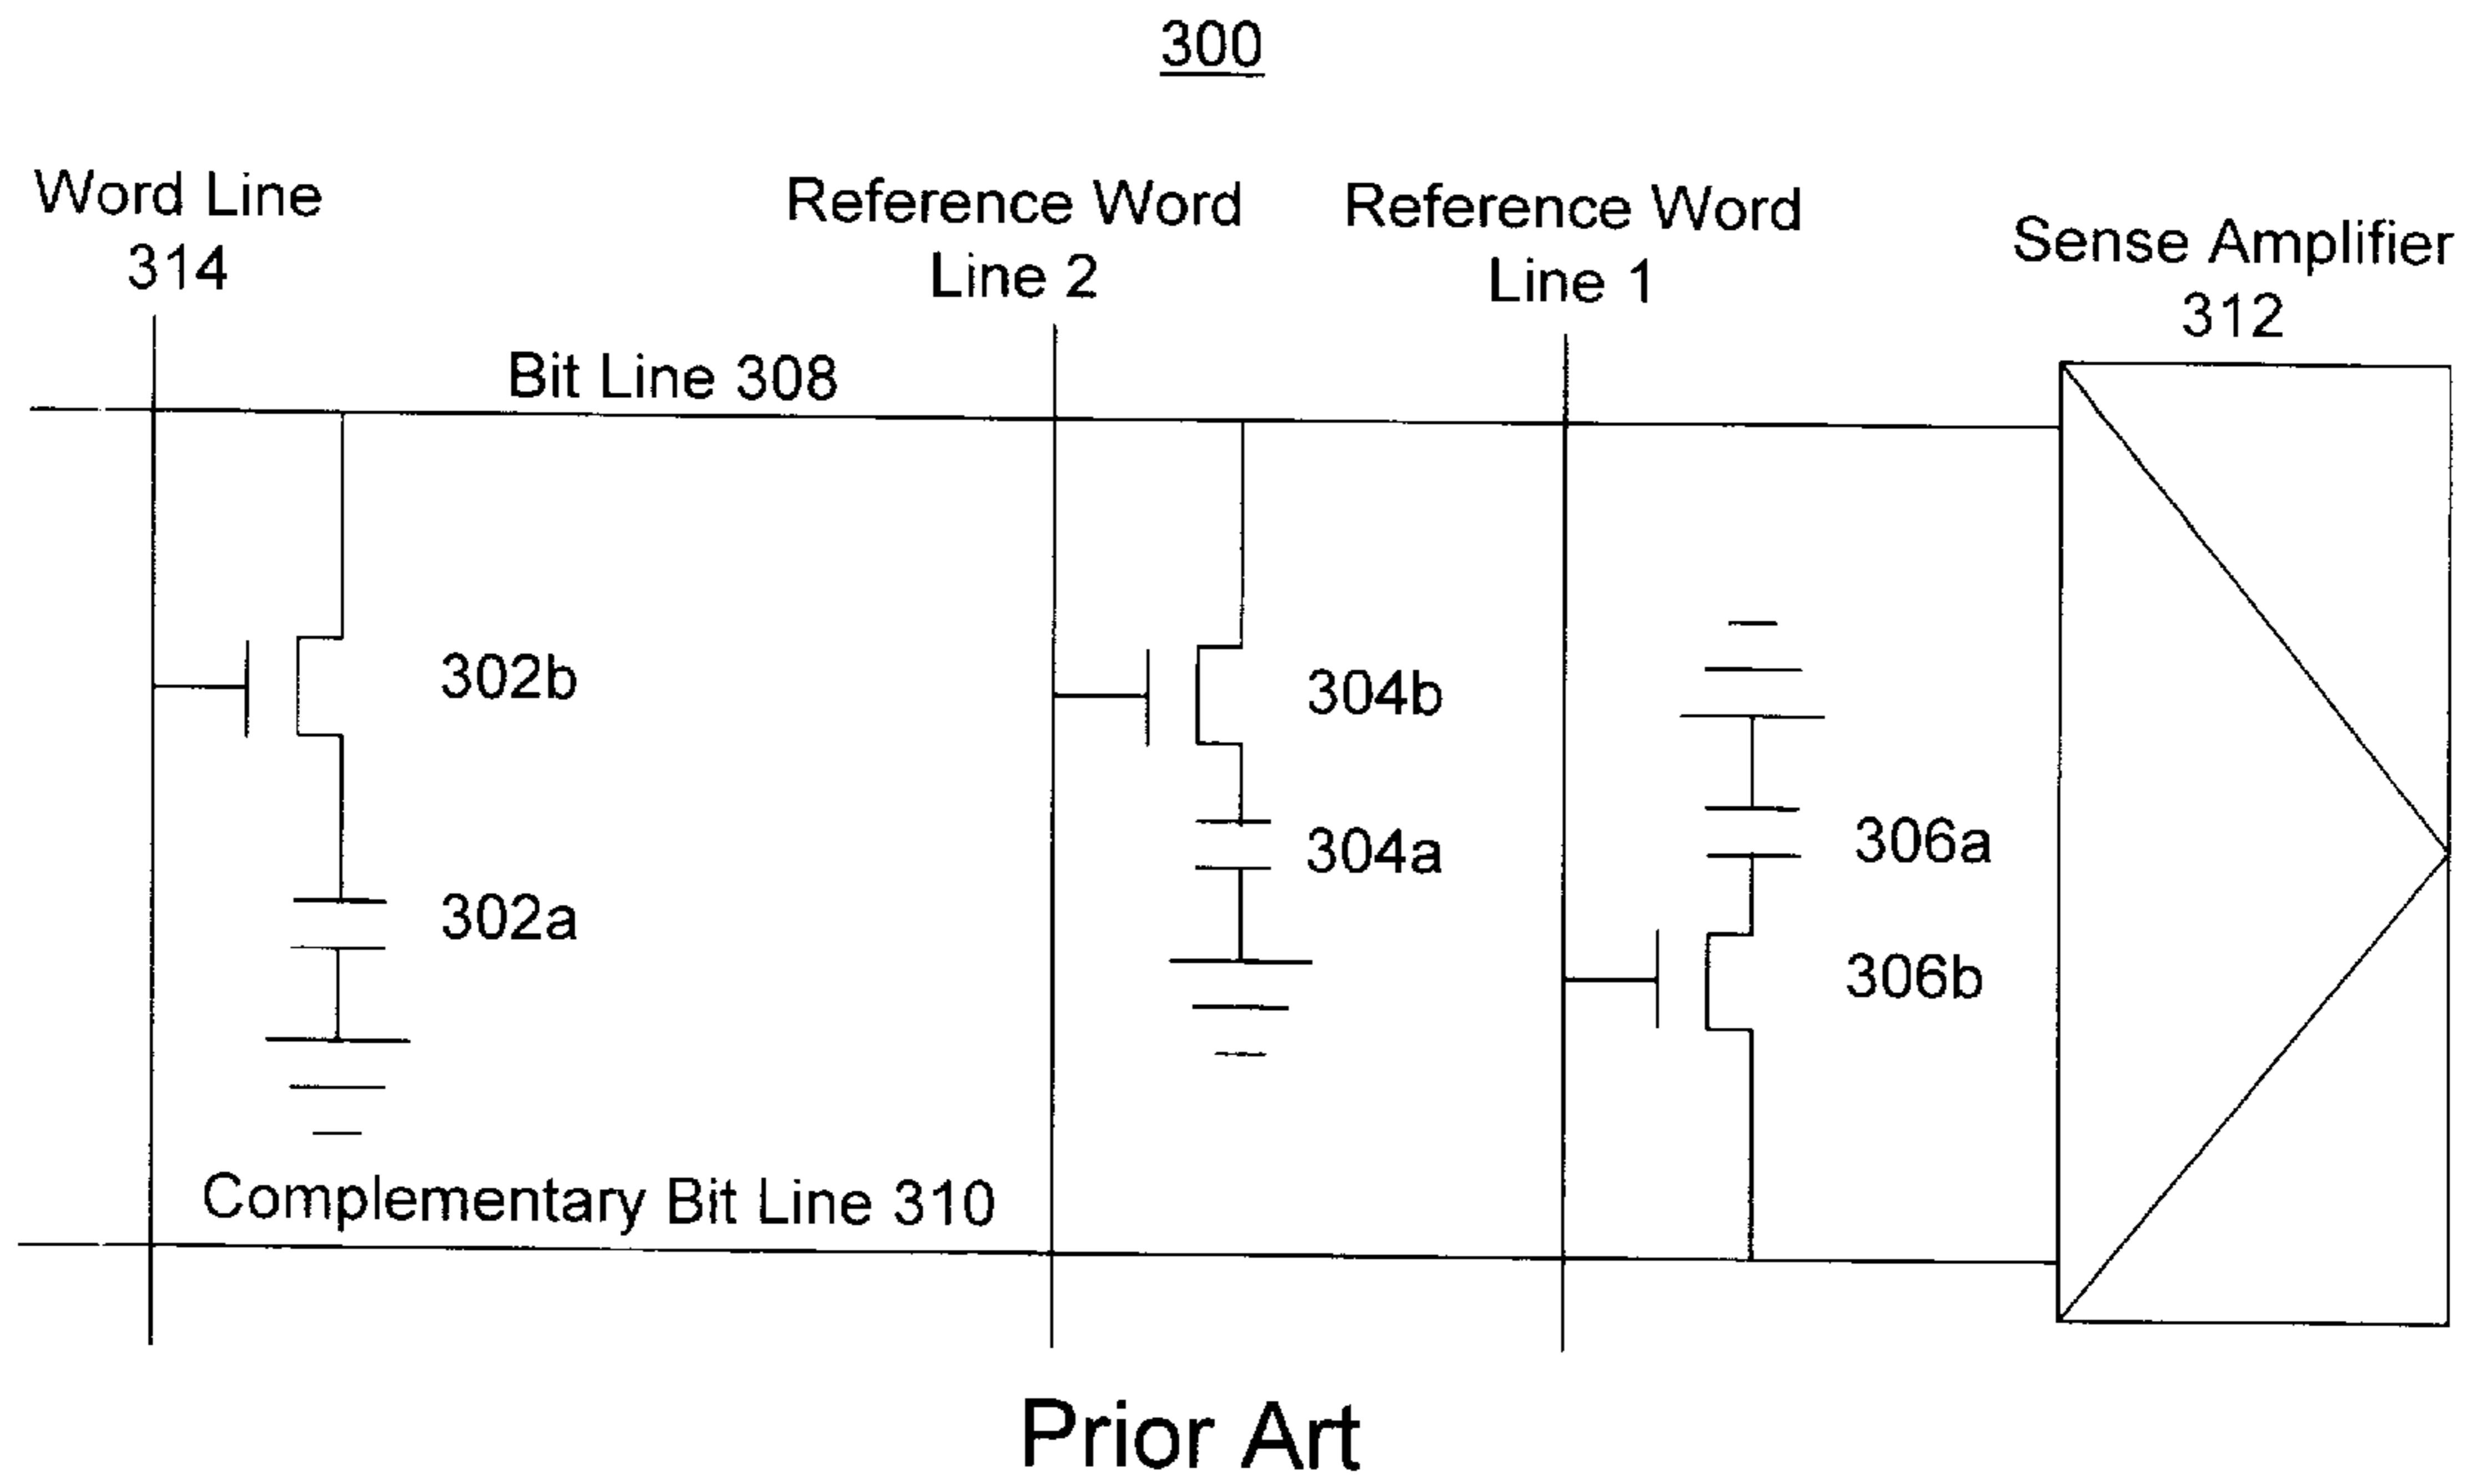 300
Word Line
314
Reference Word
Line 2
Reference Word
Line 1
Sense Amplifier
312
Bit Line 308
302b
304b
304a
306a
302a
306b
Complementary Bit Line 310
Prior Art